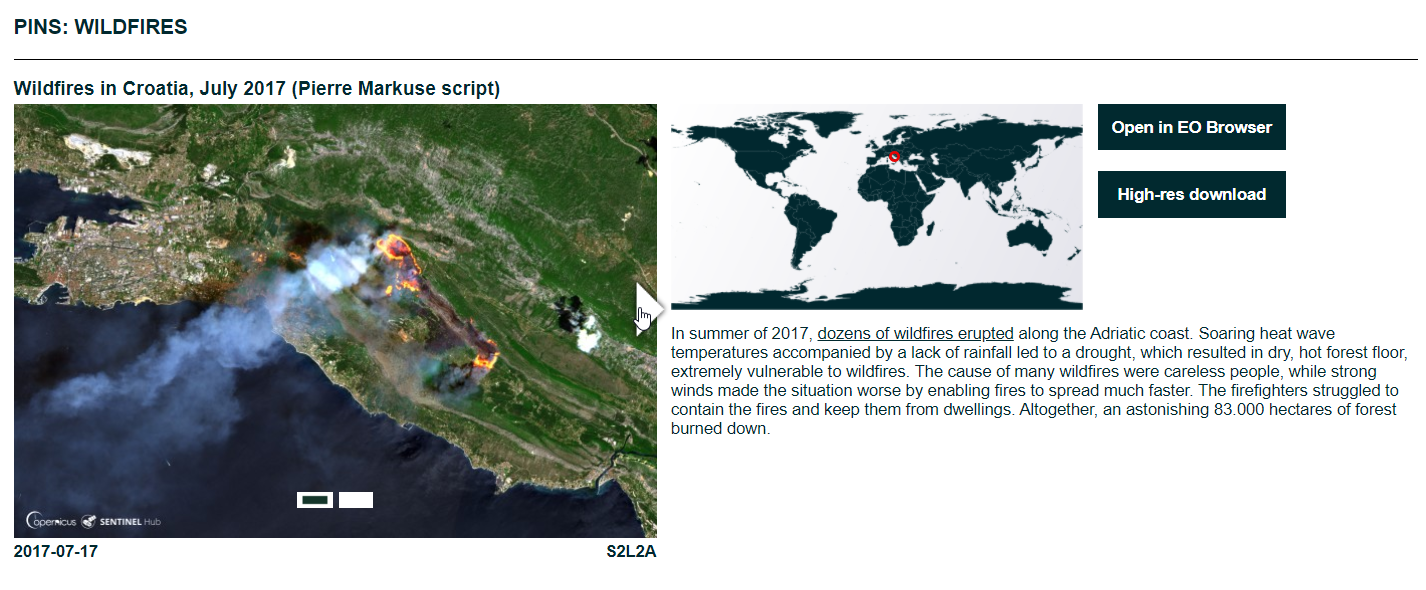 PINS: WILDFIRES
Wildfires in Croatia, July 2017 (Pierre Markuse script)
Open in EO Browser
High-res download
In summer of 2017, dozens of wildfires erupted along the Adriatic coast. Soaring heat wave
temperatures accompanied by a lack of rainfall led to a drought, which resulted in dry, hot forest floor,
extremely vulnerable to wildfires. The cause of many wildfires were careless people, while strong
winds made the situation worse by enabling fires to spread much faster. The firefighters struggled to
contain the fires and keep them from dwellings. Altogether, an astonishing 83.000 hectares of forest
burned down.
opernicus SENTINEL Hub
2017-07-17 S2L2A